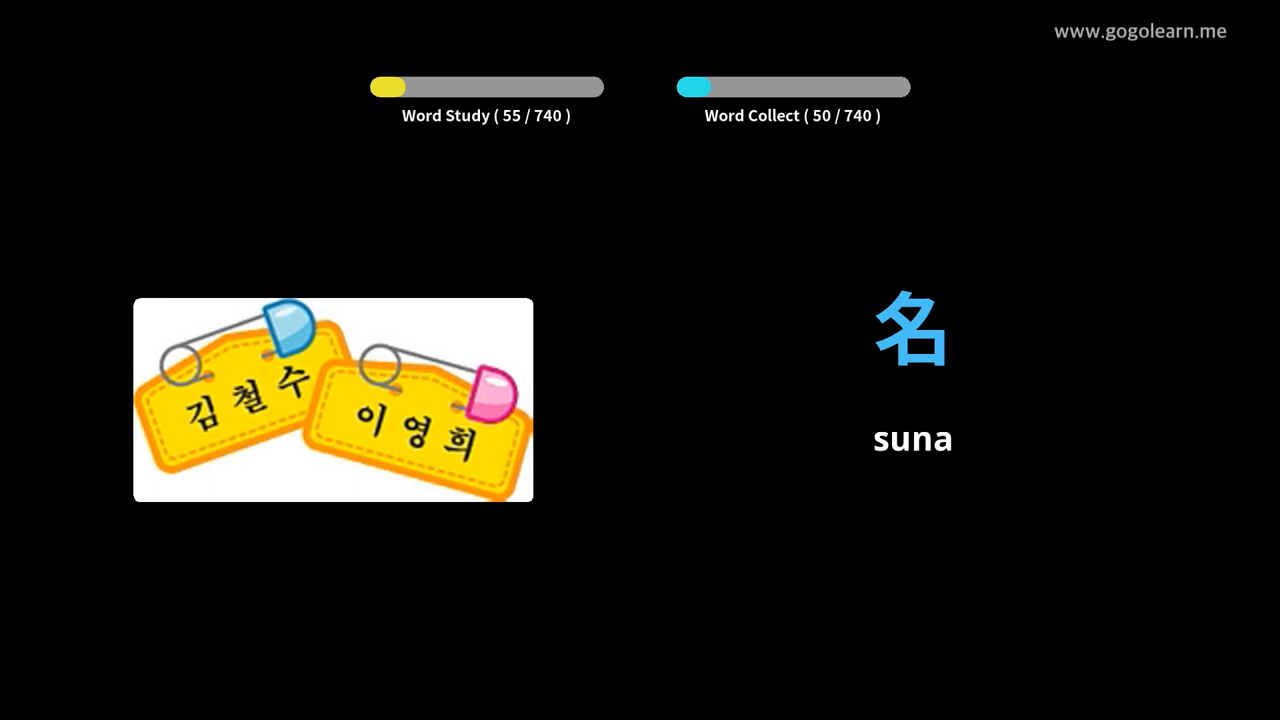 www.gogolearn.me
Word Study ( 55 / 740 )
Word Collect ( 50 / 740 )
김철수
이영희
名
suna